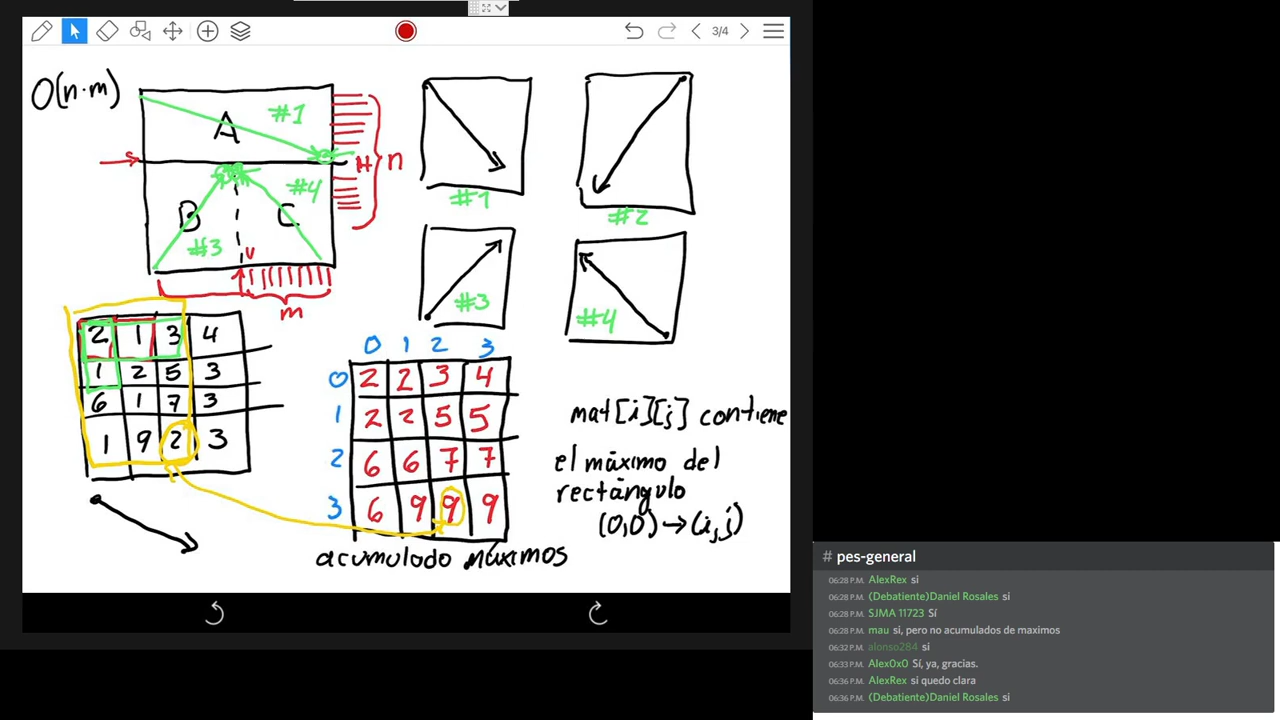 3/4
O(n·m)
A
#1
n
H
#4
B
C
#3
V
m
#1
#2
#3
#4
2 1 3 4
1 2 5 3
6 1 7 3
1 9 2 3
0 1 2 3
0 2 2 3 4
1 2 2 5 5
2 6 6 7 7
3 6 9 9 9
acumulado máximos
mat[i][j] contiene
el máximo del
rectángulo
(0,0)→(i,j)
# pes-general
06:28 P.M. AlexRex si
06:28 P.M. (Debatiente)Daniel Rosales si
06:28 P.M. SJMA 11723 Sí
06:28 P.M. mau si, pero no acumulados de maximos
06:32 P.M. alonso284 si
06:33 P.M. Alex0x0 Sí, ya, gracias.
06:36 P.M. AlexRex si quedo clara
06:36 P.M. (Debatiente)Daniel Rosales si